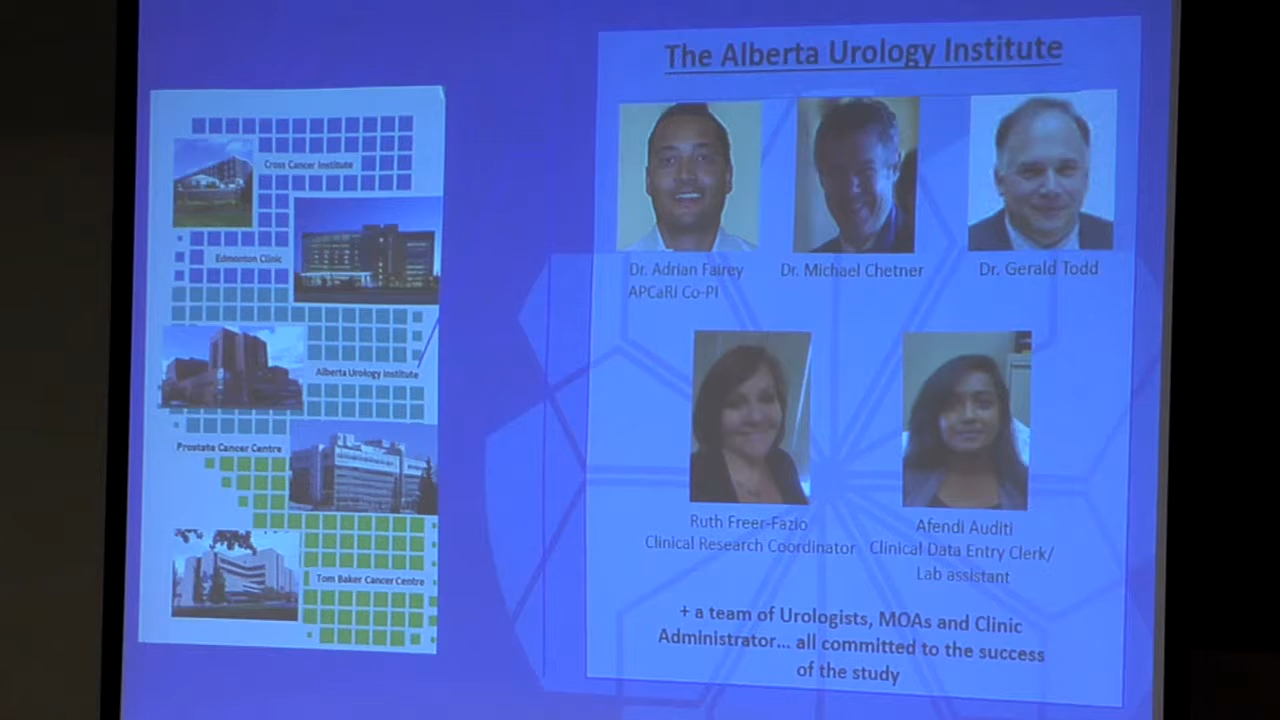 Cross Cancer Institute
Edmonton Clinic
Alberta Urology Institute
Prostate Cancer Centre
Tom Baker Cancer Centre
The Alberta Urology Institute
Dr. Adrian Fairey
APCaRI Co-PI
Dr. Michael Chetner
Dr. Gerald Todd
Ruth Freer-Fazio
Clinical Research Coordinator
Afendi Auditi
Clinical Data Entry Clerk/
Lab assistant
+ a team of Urologists, MOAs and Clinic
Administrator... all committed to the success
of the study